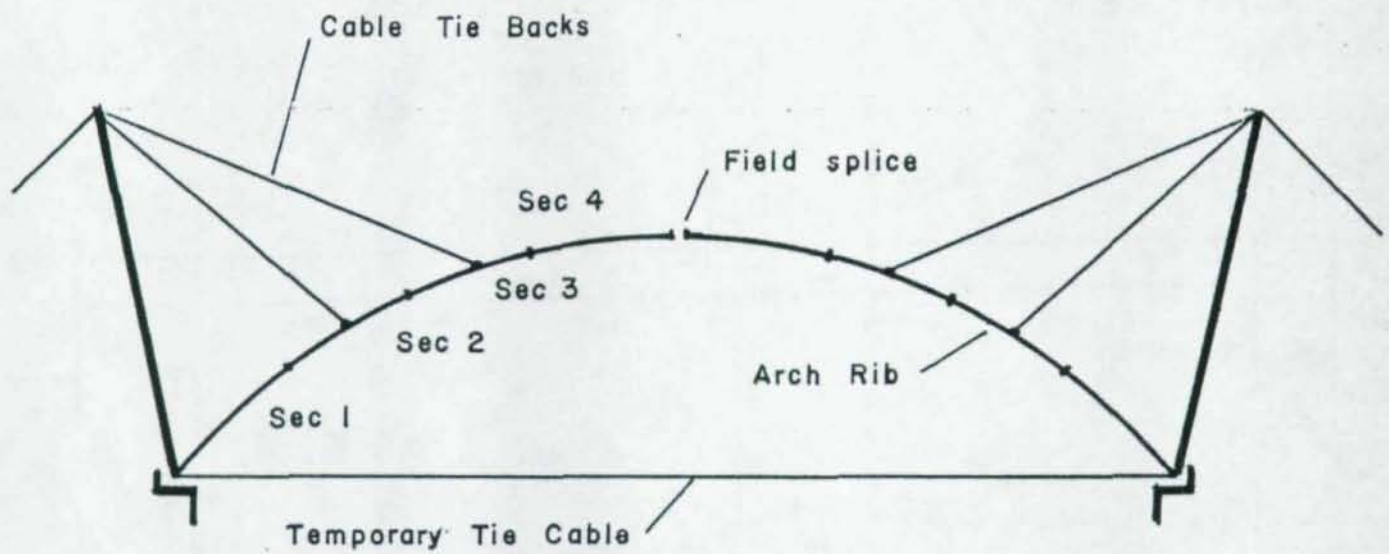 Cable Tie Backs
Field splice
Sec 4
Sec 3
Sec 2
Arch Rib
Sec 1
Temporary Tie Cable